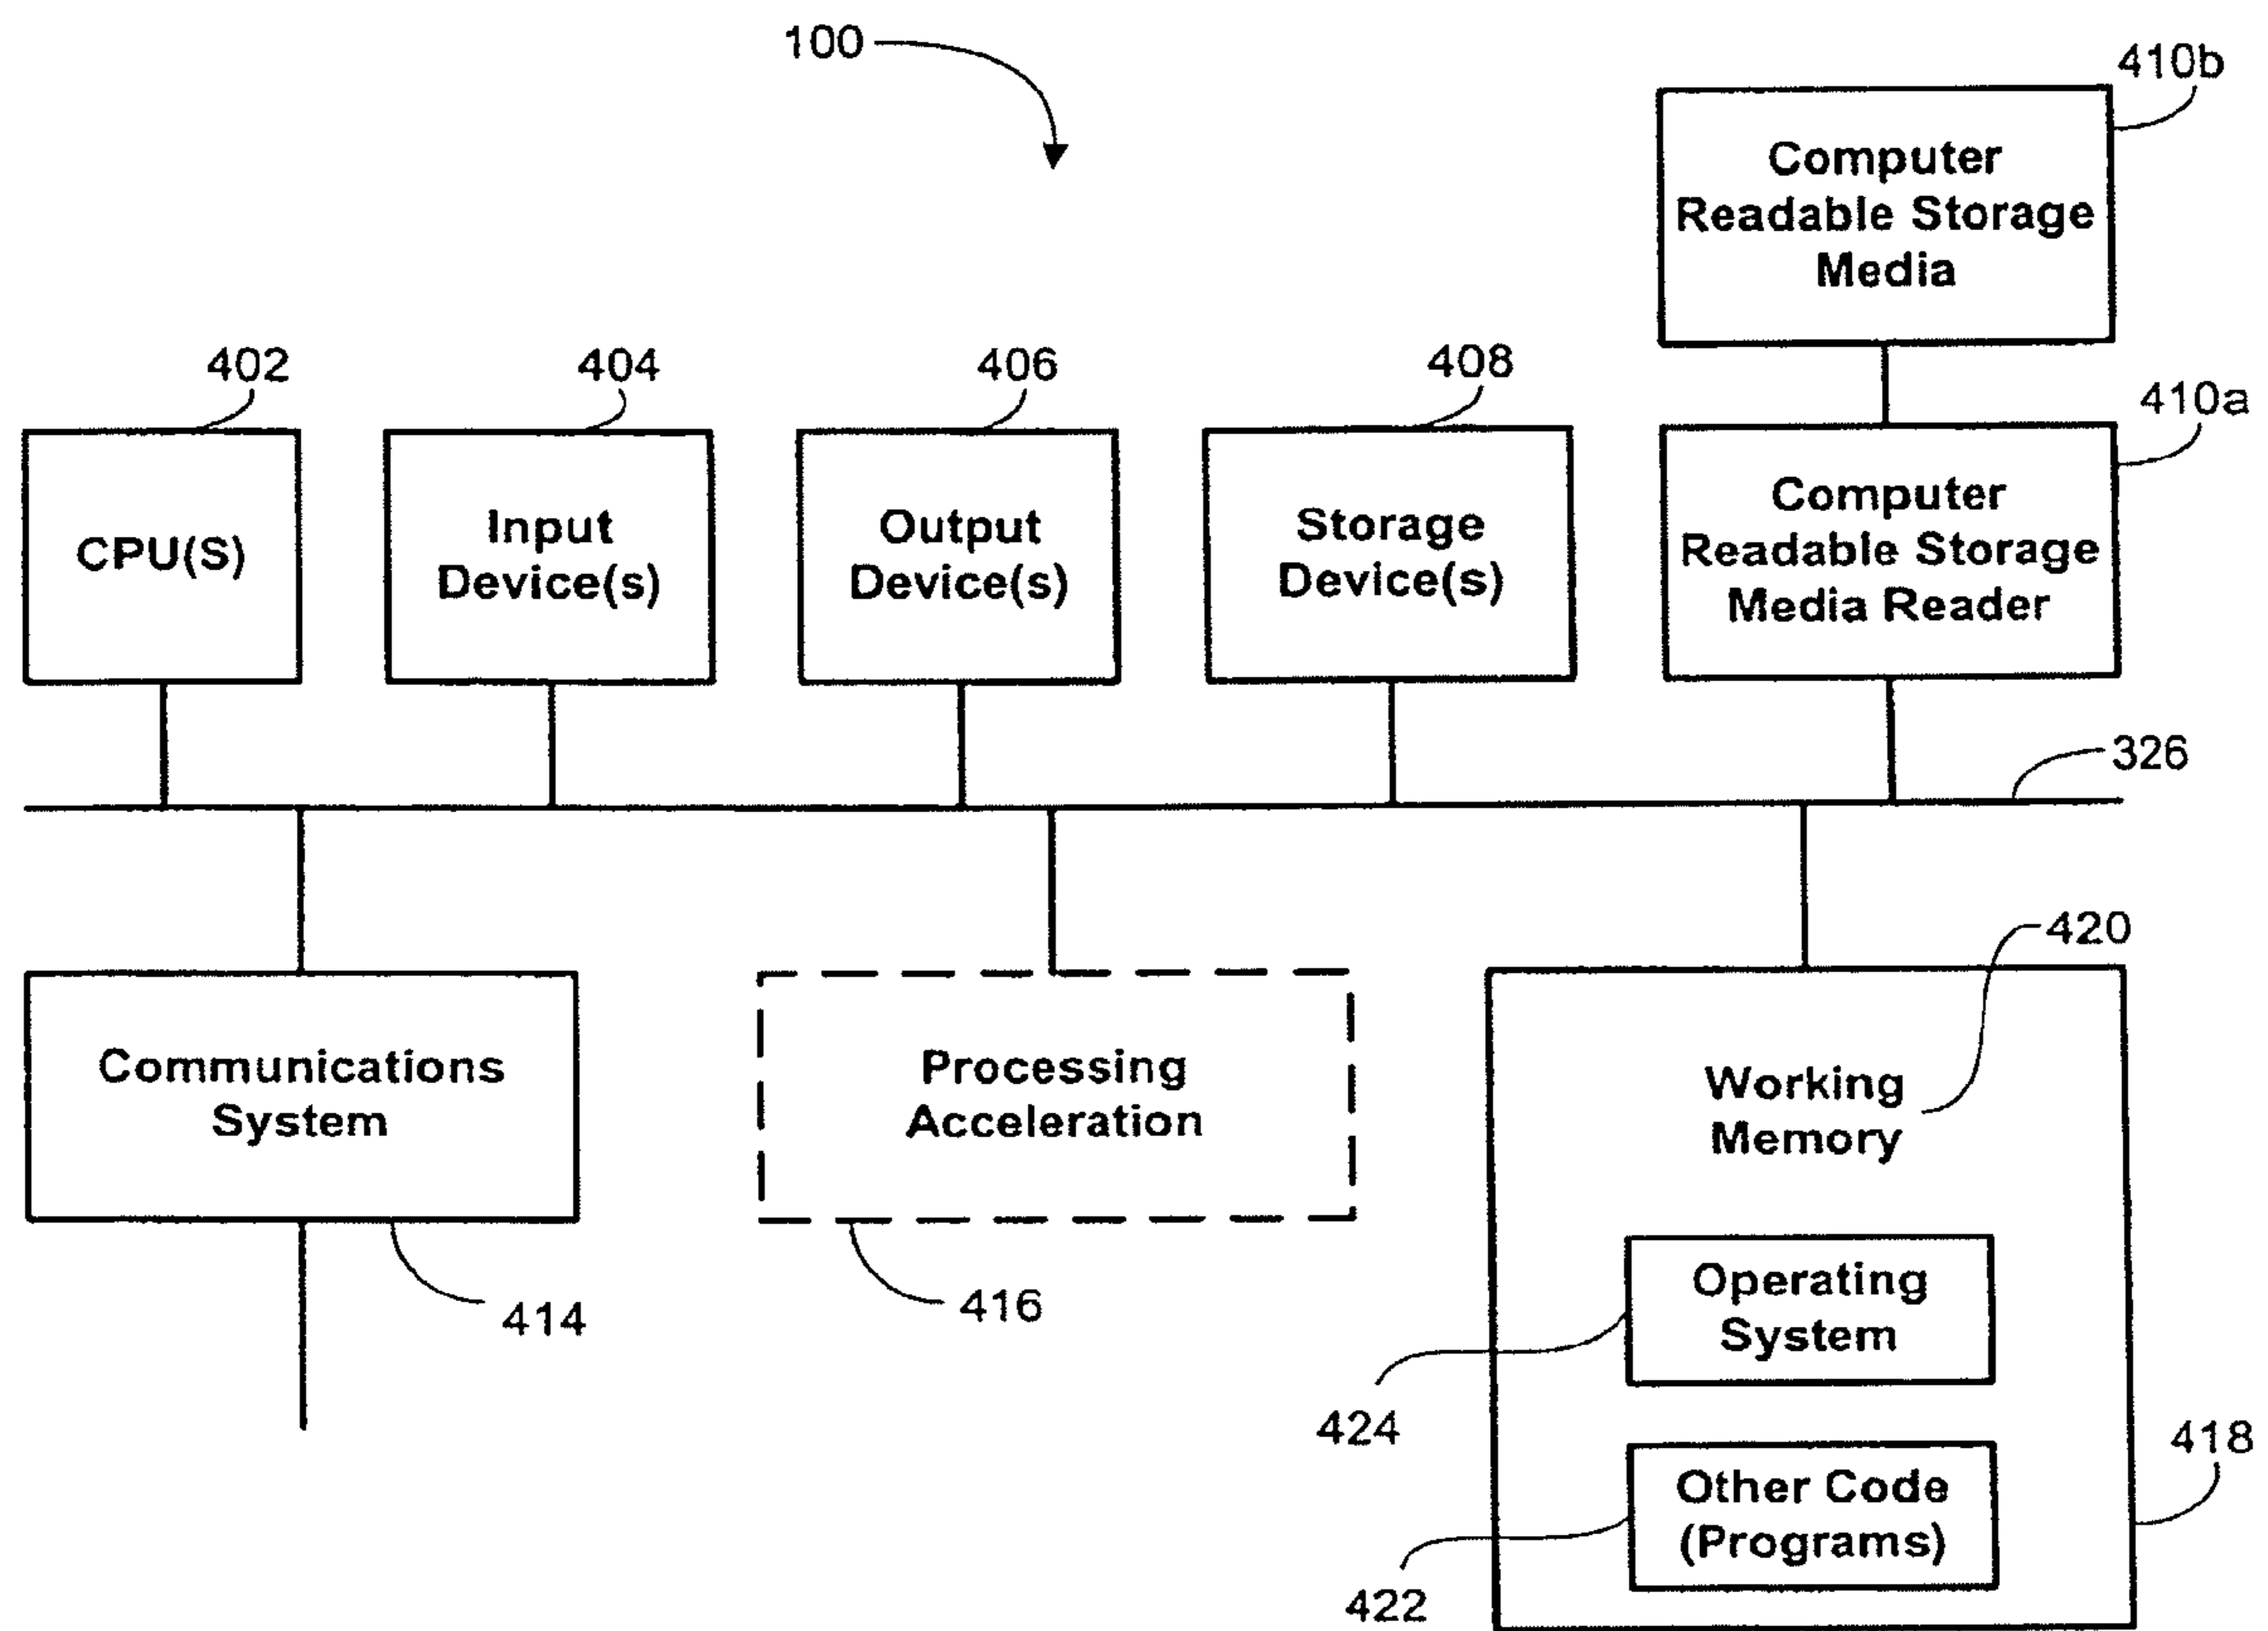 100
410b
Computer
Readable Storage
Media
402
404
406
408
410a
CPU(S)
Input
Device(s)
Output
Device(s)
Storage
Device(s)
Computer
Readable Storage
Media Reader
326
420
Communications
System
Processing
Acceleration
Working
Memory
414
416
Operating
System
424
418
Other Code
(Programs)
422